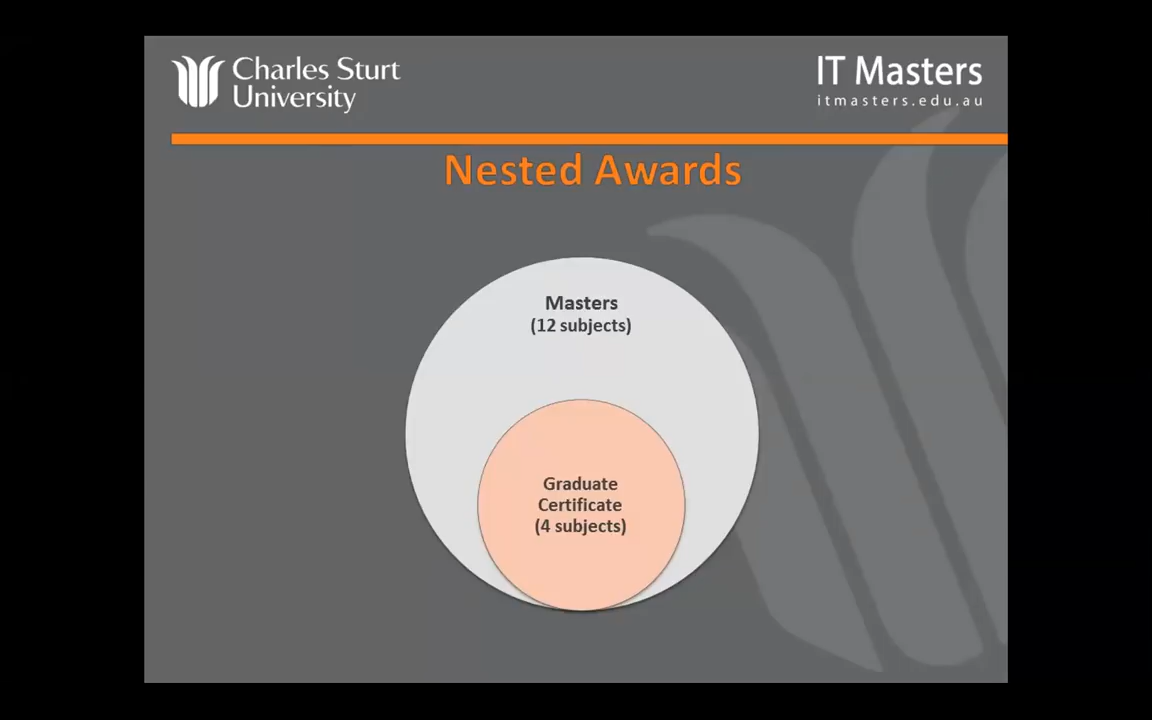 Charles Sturt
University
IT Masters
itmasters.edu.au
Nested Awards
Masters
(12 subjects)
Graduate
Certificate
(4 subjects)